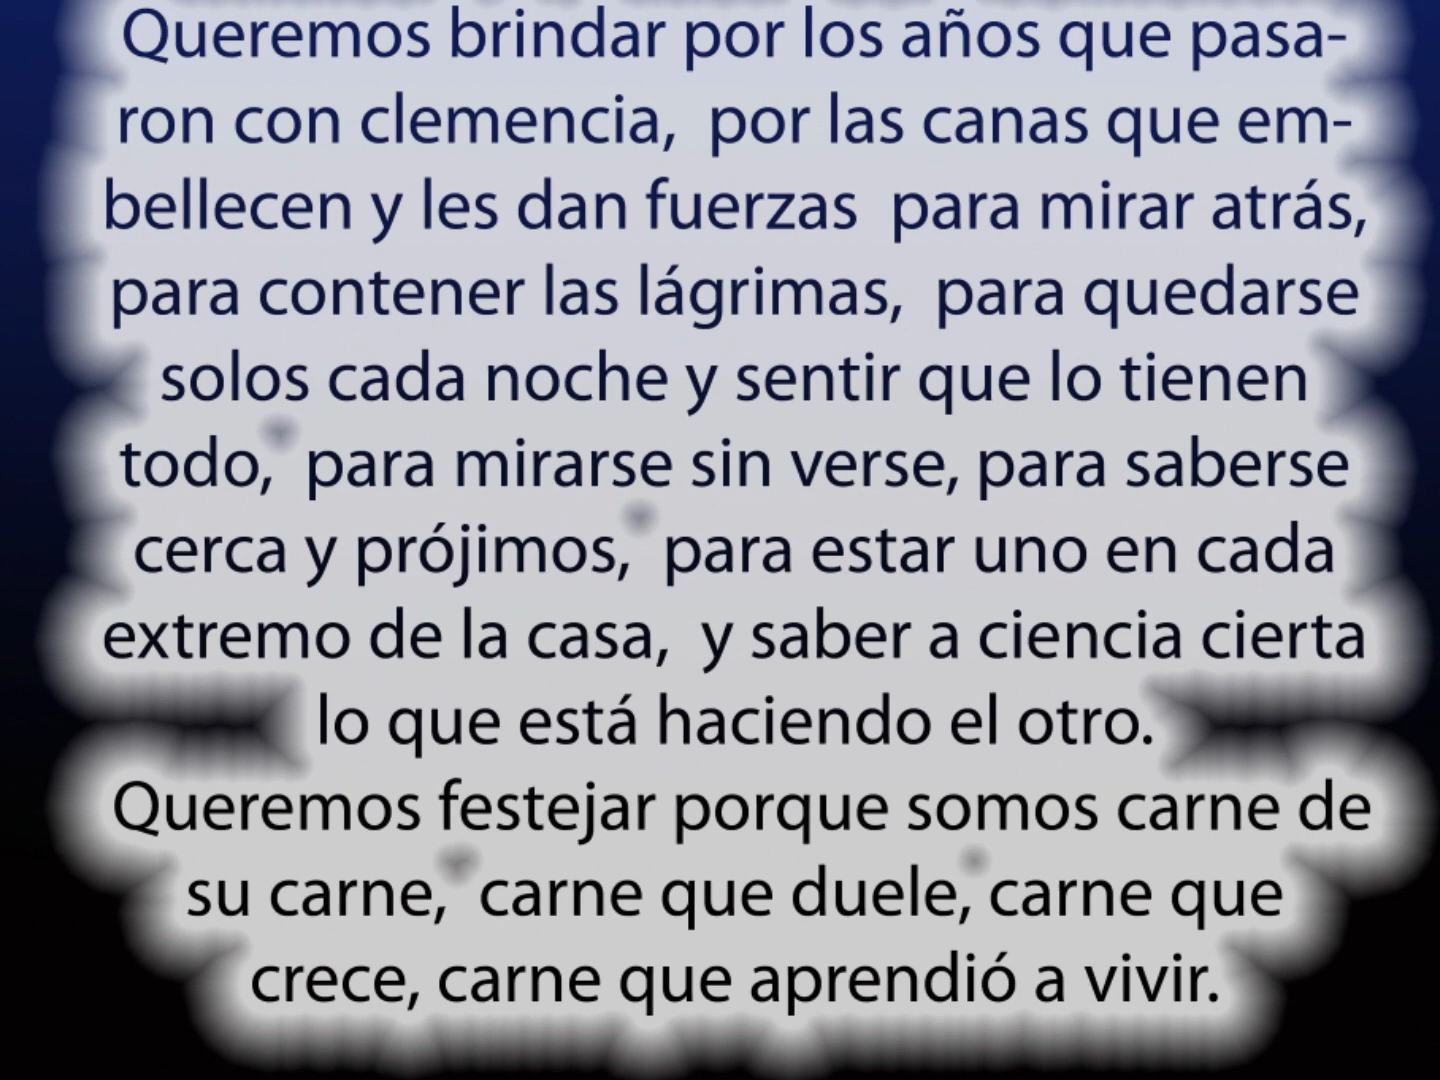 Queremos brindar por los años que pasa-
ron con clemencia,  por las canas que em-
bellecen y les dan fuerzas  para mirar atrás,
para contener las lágrimas,  para quedarse
solos cada noche y sentir que lo tienen
todo,  para mirarse sin verse, para saberse
cerca y prójimos,  para estar uno en cada
extremo de la casa,  y saber a ciencia cierta
lo que está haciendo el otro.
Queremos festejar porque somos carne de
su carne,  carne que duele, carne que
crece, carne que aprendió a vivir.